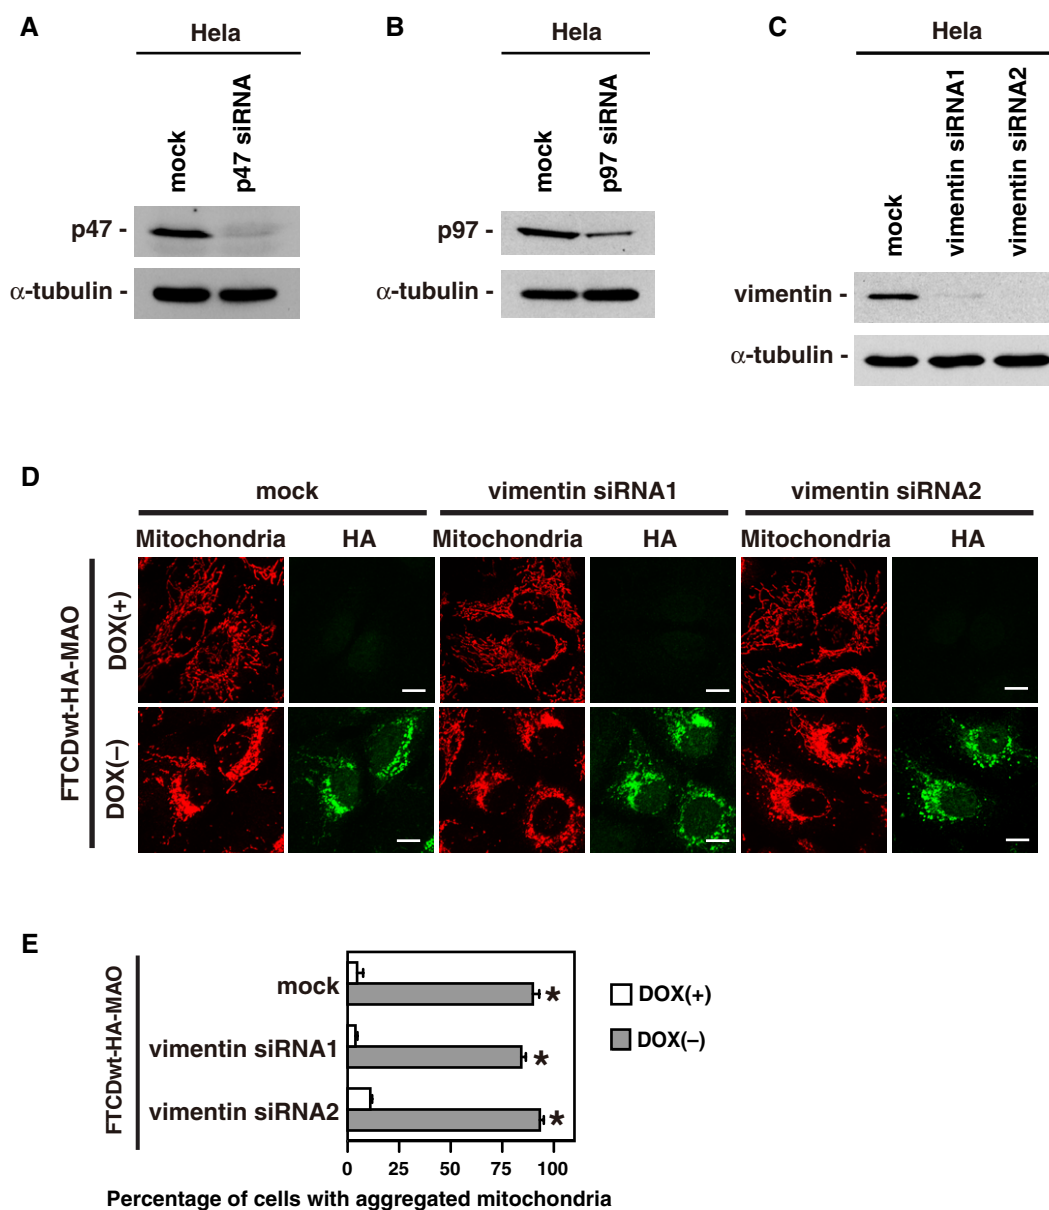 A
Hela
mock
p47 siRNA
p47 -
α-tubulin -
B
Hela
mock
p97 siRNA
p97 -
α-tubulin -
C
Hela
mock
vimentin siRNA1
vimentin siRNA2
vimentin -
α-tubulin -
D
mock vimentin siRNA1 vimentin siRNA2
Mitochondria HA Mitochondria HA Mitochondria HA
FTCDwt-HA-MAO
DOX(+)
DOX(−)
E
FTCDwt-HA-MAO
mock
*
vimentin siRNA1
*
vimentin siRNA2
*
DOX(+)
DOX(−)
0 25 50 75 100
Percentage of cells with aggregated mitochondria